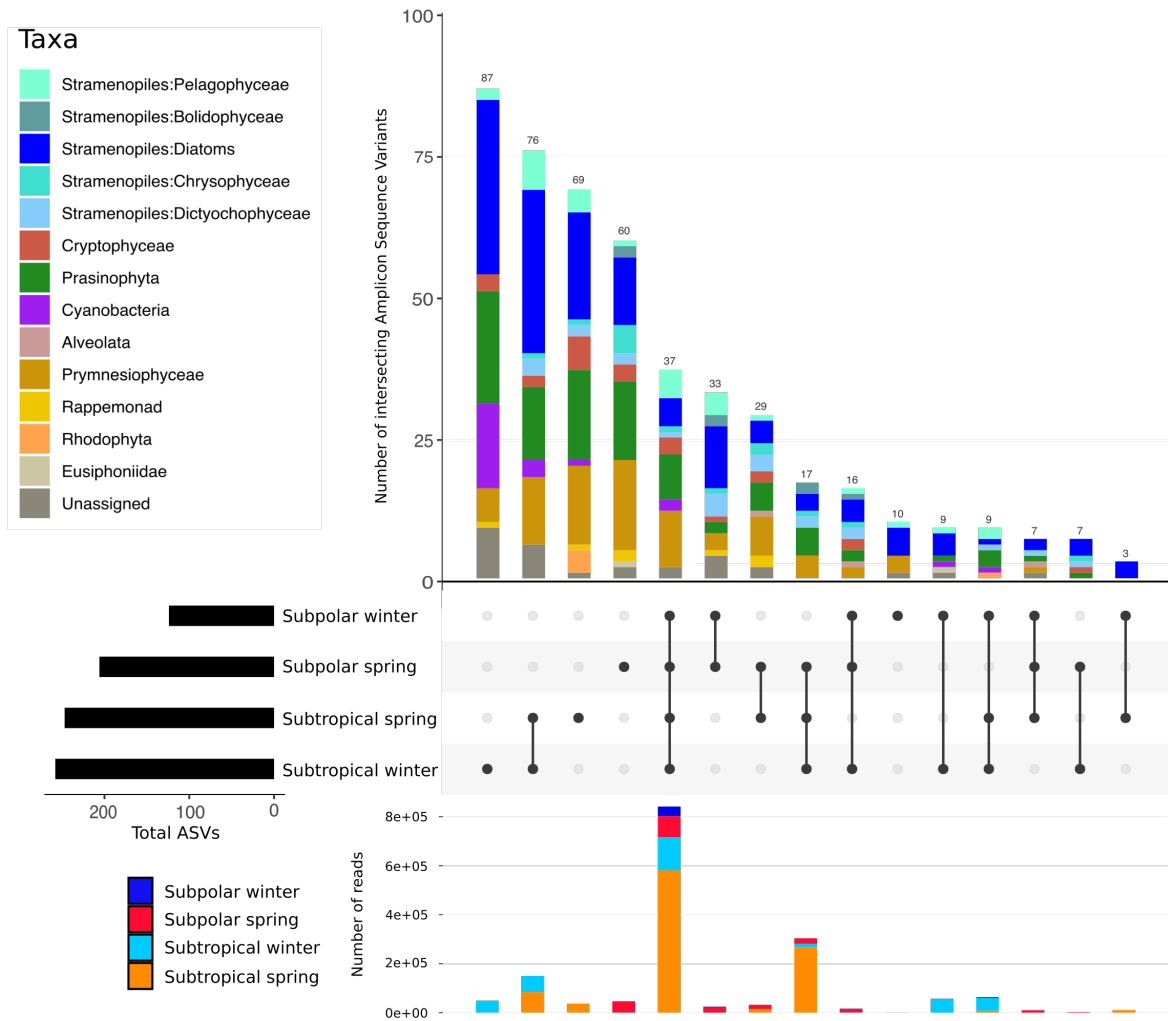 Taxa
Stramenopiles:Pelagophyceae
Stramenopiles:Bolidophyceae
Stramenopiles:Diatoms
Stramenopiles:Chrysophyceae
Stramenopiles:Dictyochophyceae
Cryptophyceae
Prasinophyta
Cyanobacteria
Alveolata
Prymnesiophyceae
Rappemonad
Rhodophyta
Eusiphoniidae
Unassigned
Number of intersecting Amplicon Sequence Variants
100
75
50
25
0
87
76
69
60
37
33
29
17
16
10
9
9
7
7
3
Subpolar winter
Subpolar spring
Subtropical spring
Subtropical winter
200 100 0
Total ASVs
Subpolar winter
Subpolar spring
Subtropical winter
Subtropical spring
Number of reads
8e+05
6e+05
4e+05
2e+05
0e+00